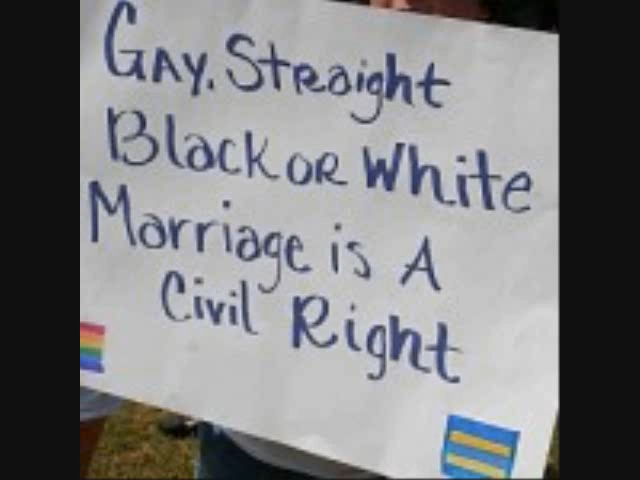 GAY, Straight
Black OR White
Marriage is A
Civil Right